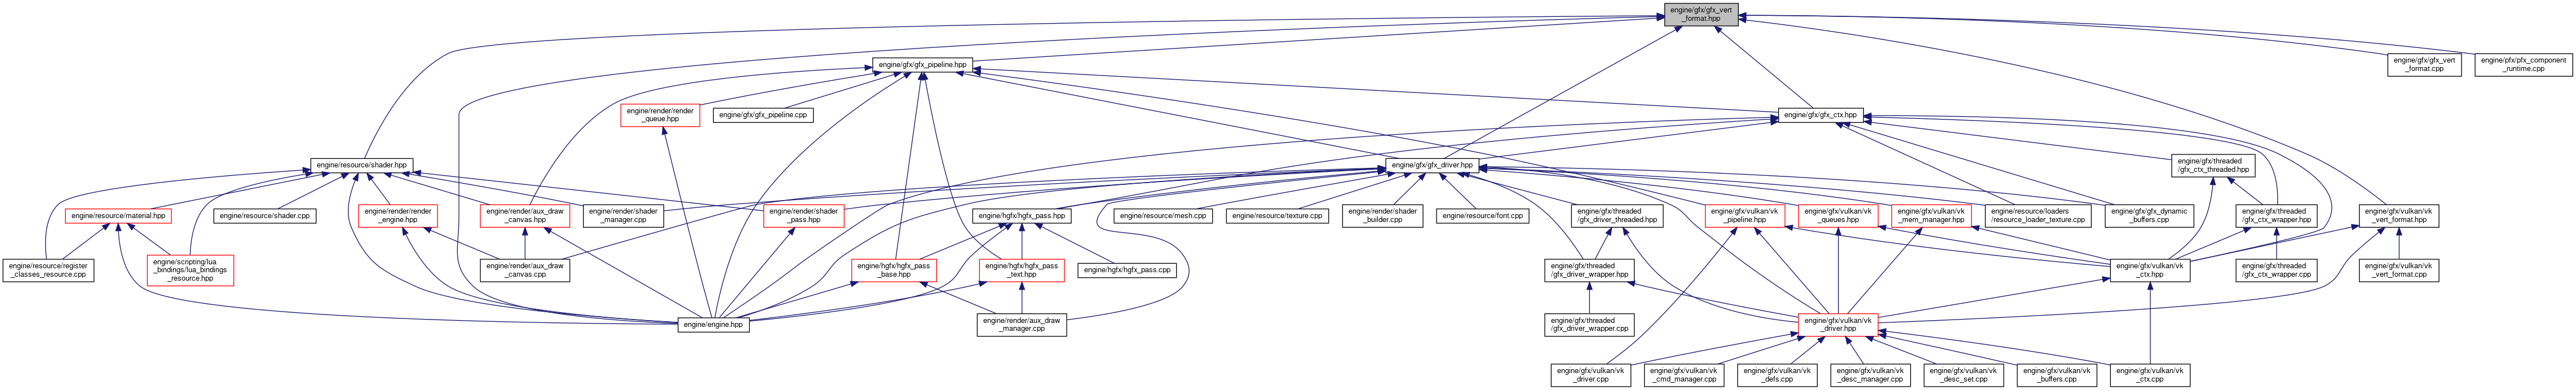 engine/gfx/gfx_vert
_format.hpp
engine/gfx/gfx_pipeline.hpp
engine/gfx/gfx_vert
_format.cpp
engine/pfx/pfx_component
_runtime.cpp
engine/render/render
_queue.hpp
engine/gfx/gfx_pipeline.cpp
engine/gfx/gfx_ctx.hpp
engine/resource/shader.hpp
engine/gfx/gfx_driver.hpp
engine/gfx/threaded
/gfx_ctx_threaded.hpp
engine/resource/material.hpp
engine/resource/shader.cpp
engine/render/render
_engine.hpp
engine/render/aux_draw
_canvas.hpp
engine/render/shader
_manager.cpp
engine/render/shader
_pass.hpp
engine/hgfx/hgfx_pass.hpp
engine/resource/mesh.cpp
engine/resource/texture.cpp
engine/render/shader
_builder.cpp
engine/resource/font.cpp
engine/gfx/threaded
/gfx_driver_threaded.hpp
engine/gfx/vulkan/vk
_pipeline.hpp
engine/gfx/vulkan/vk
_queues.hpp
engine/gfx/vulkan/vk
_mem_manager.hpp
engine/resource/loaders
/resource_loader_texture.cpp
engine/gfx/gfx_dynamic
_buffers.cpp
engine/gfx/threaded
/gfx_ctx_wrapper.hpp
engine/gfx/vulkan/vk
_vert_format.hpp
engine/resource/register
_classes_resource.cpp
engine/scripting/lua
_bindings/lua_bindings
_resource.hpp
engine/render/aux_draw
_canvas.cpp
engine/hgfx/hgfx_pass
_base.hpp
engine/hgfx/hgfx_pass
_text.hpp
engine/hgfx/hgfx_pass.cpp
engine/gfx/threaded
/gfx_driver_wrapper.hpp
engine/gfx/vulkan/vk
_ctx.hpp
engine/gfx/threaded
/gfx_ctx_wrapper.cpp
engine/gfx/vulkan/vk
_vert_format.cpp
engine/engine.hpp
engine/render/aux_draw
_manager.cpp
engine/gfx/threaded
/gfx_driver_wrapper.cpp
engine/gfx/vulkan/vk
_driver.hpp
engine/gfx/vulkan/vk
_driver.cpp
engine/gfx/vulkan/vk
_cmd_manager.cpp
engine/gfx/vulkan/vk
_defs.cpp
engine/gfx/vulkan/vk
_desc_manager.cpp
engine/gfx/vulkan/vk
_desc_set.cpp
engine/gfx/vulkan/vk
_buffers.cpp
engine/gfx/vulkan/vk
_ctx.cpp